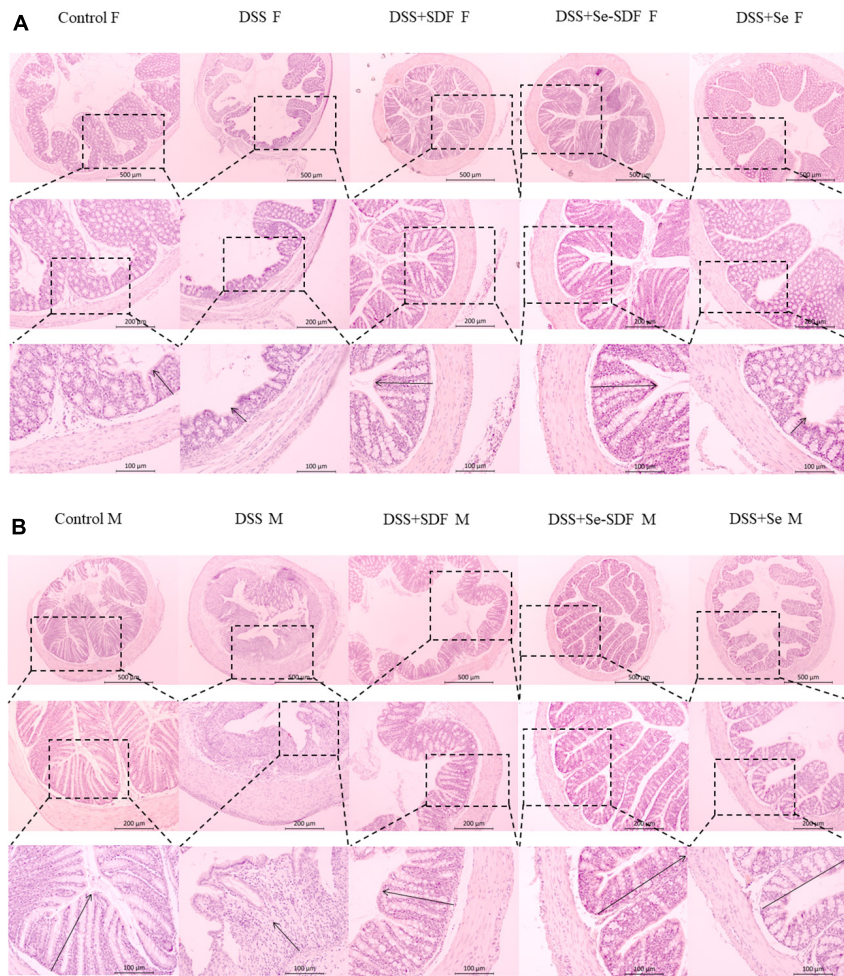 A
Control F DSS F DSS+SDF F DSS+Se-SDF F DSS+Se F
500 μm 500 μm 500 μm 500 μm 500 μm
200 μm 200 μm 200 μm 200 μm 200 μm
100 μm 100 μm 100 μm 100 μm 100 μm
B
Control M DSS M DSS+SDF M DSS+Se-SDF M DSS+Se M
500 μm 500 μm 500 μm 500 μm 500 μm
200 μm 200 μm 200 μm 200 μm 200 μm
100 μm 100 μm 100 μm 100 μm 100 μm